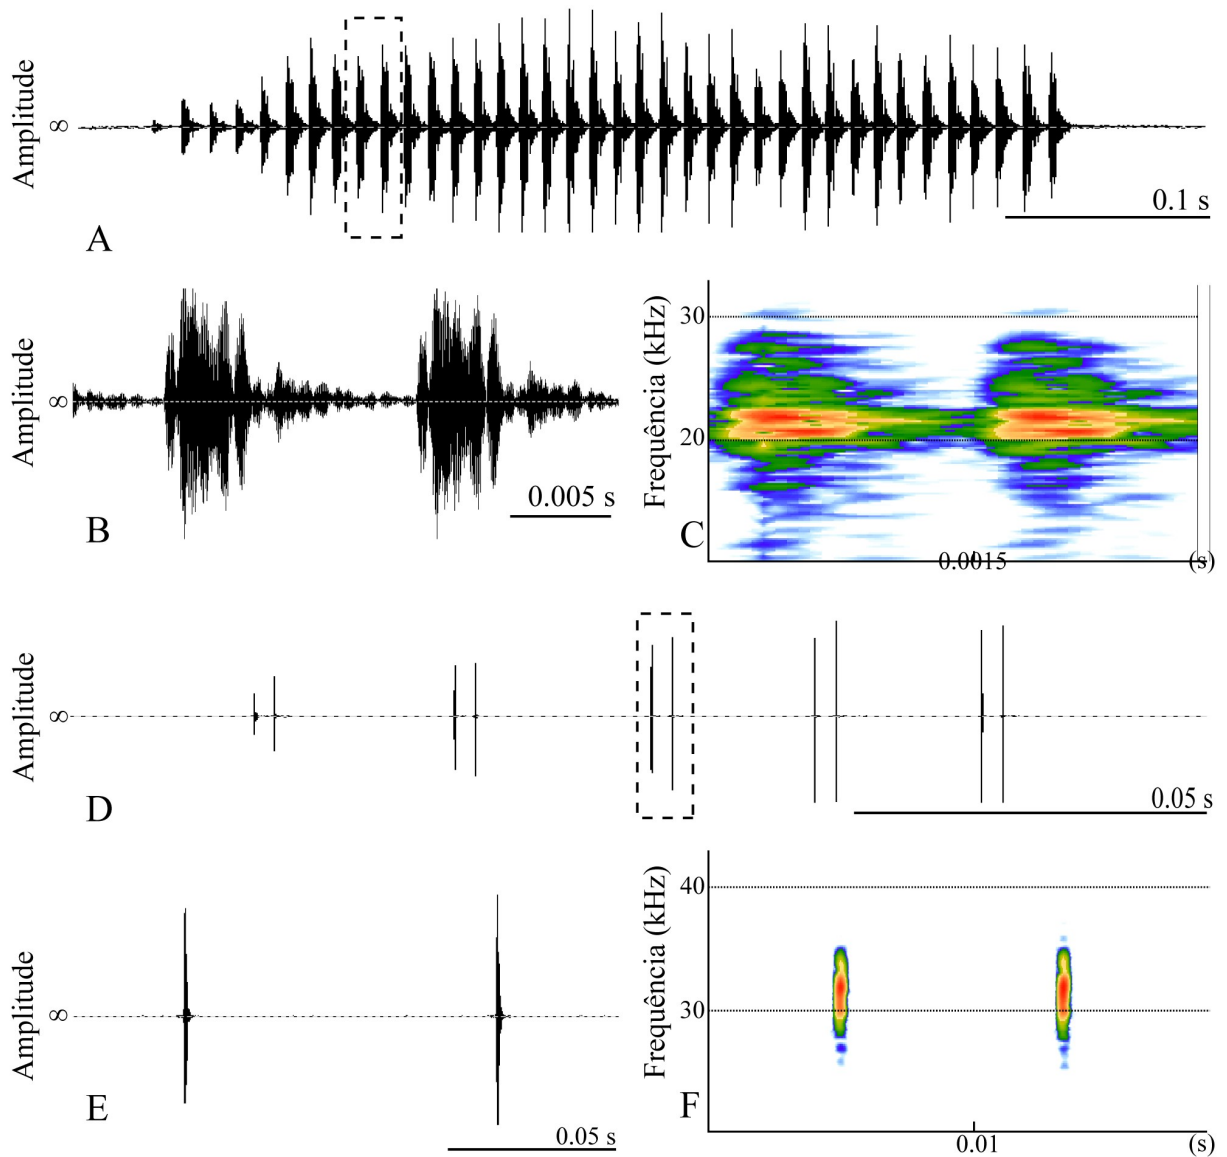 Amplitude
∞
0.1 s
A
Amplitude
∞
0.005 s
B
Frequência (kHz)
30
20
C
0.0015
(s)
Amplitude
∞
0.05 s
D
Amplitude
∞
0.05 s
E
Frequência (kHz)
40
30
F
0.01
(s)